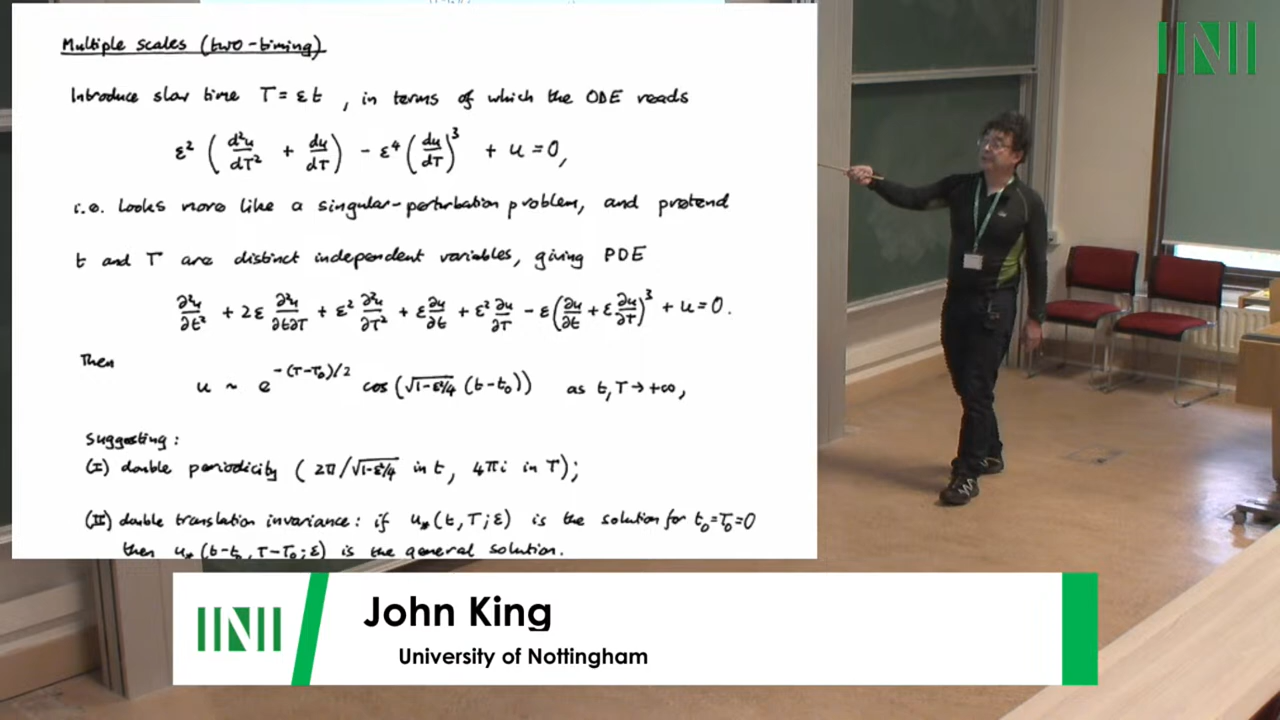 Multiple scales (two-timing)
Introduce slow time T = εt , in terms of which the ODE reads
ε² ( d²u/dT² + du/dT ) - ε⁴ ( du/dT )³ + u = 0,
i.e. looks more like a singular-perturbation problem, and pretend
t and T are distinct independent variables, giving PDE
∂²u/∂t² + 2ε ∂²u/∂t∂T + ε² ∂²u/∂T² + ε ∂u/∂t + ε² ∂u/∂T - ε ( ∂u/∂t + ε ∂u/∂T )³ + u = 0.
Then
u ~ e^{-(T-T₀)/2} cos ( √(1-ε²/4) (t-t₀) ) as t, T → +∞,
suggesting:
(I) double periodicity ( 2π/√(1-ε²/4) in t, 4πi in T );
(II) double translation invariance: if u*(t, T; ε) is the solution for t₀=T₀=0
then u*(t-t₀, T-T₀; ε) is the general solution.
John King
University of Nottingham